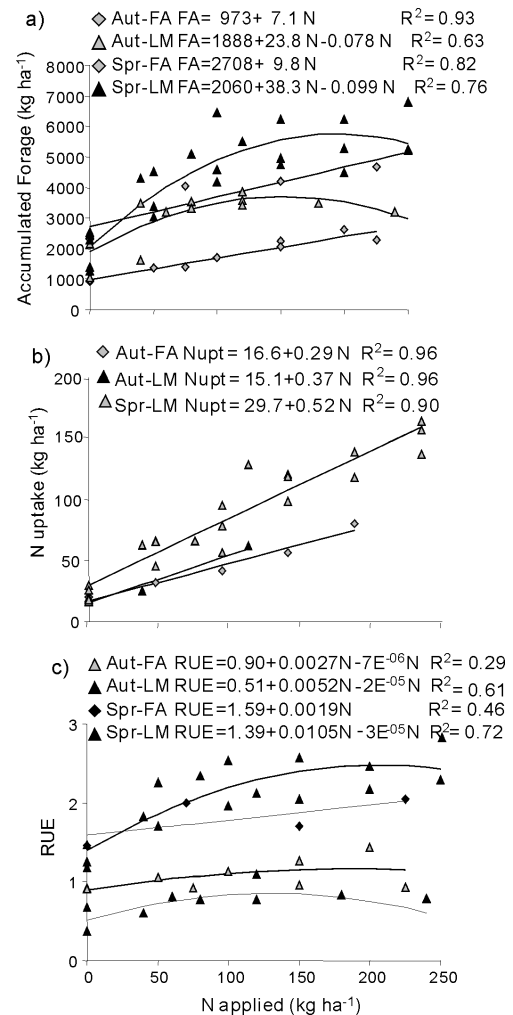 a)
Aut-FA FA= 973+ 7.1 N R²= 0.93
Aut-LM FA=1888+23.8 N-0.078 N R²= 0.63
Spr-FA FA=2708+ 9.8 N R²= 0.82
Spr-LM FA=2060+38.3 N-0.099 N R²= 0.76
Accumulated Forage (kg ha⁻¹)
8000
7000
6000
5000
4000
3000
2000
1000
0
b)
Aut-FA Nupt= 16.6+0.29 N R²= 0.96
Aut-LM Nupt= 15.1+0.37 N R²= 0.96
Spr-LM Nupt= 29.7+0.52 N R²= 0.90
N uptake (kg ha⁻¹)
200
150
100
50
0
c)
Aut-FA RUE=0.90+0.0027N-7E⁻⁰⁶N R²= 0.29
Aut-LM RUE=0.51+0.0052N-2E⁻⁰⁵N R²= 0.61
Spr-FA RUE=1.59+0.0019N R²= 0.46
Spr-LM RUE=1.39+0.0105N -3E⁻⁰⁵N R²= 0.72
RUE
3
2
1
0
0 50 100 150 200 250
N applied (kg ha⁻¹)